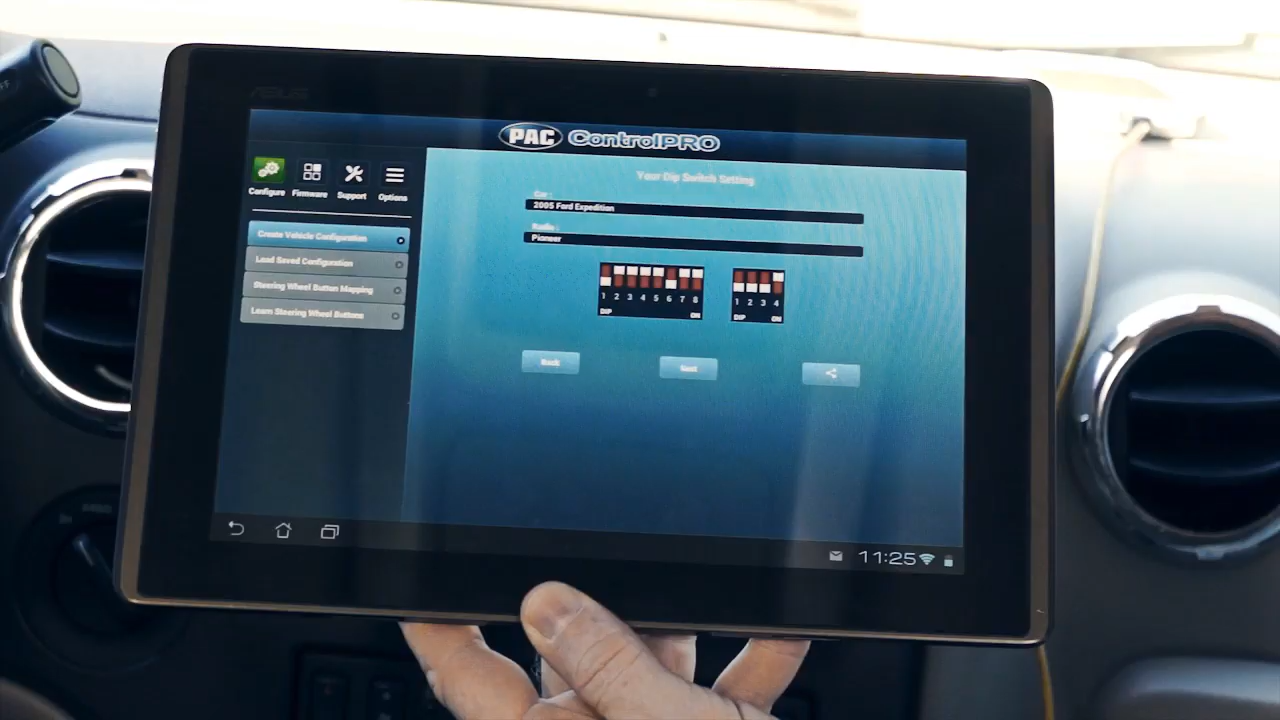 ASUS
PAC ControlPRO
Configure Firmware Support Options
Your Dip Switch Setting
Car :
2005 Ford Expedition
Radio :
Pioneer
Create Vehicle Configuration
Load Saved Configuration
Steering Wheel Button Mapping
Learn Steering Wheel Buttons
1 2 3 4 5 6 7 8
DIP ON
1 2 3 4
DIP ON
Back
Next
11:25